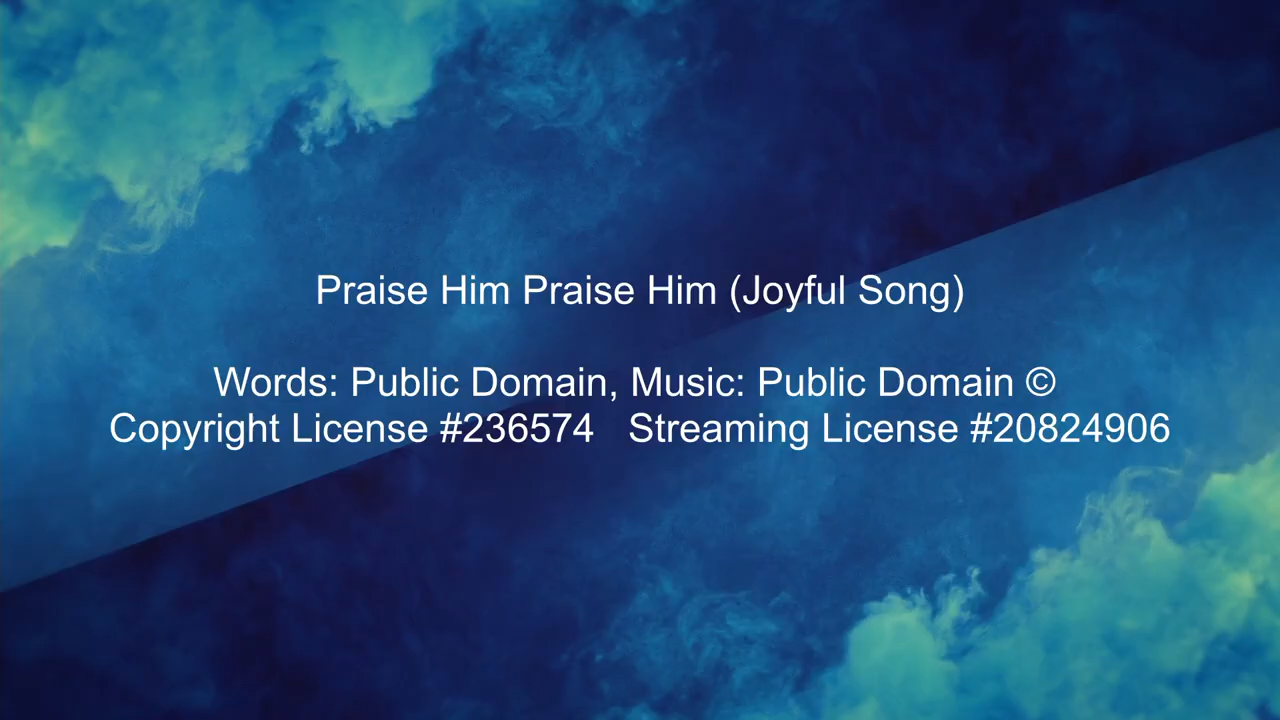 Praise Him Praise Him (Joyful Song)
Words: Public Domain, Music: Public Domain ©
Copyright License #236574   Streaming License #20824906